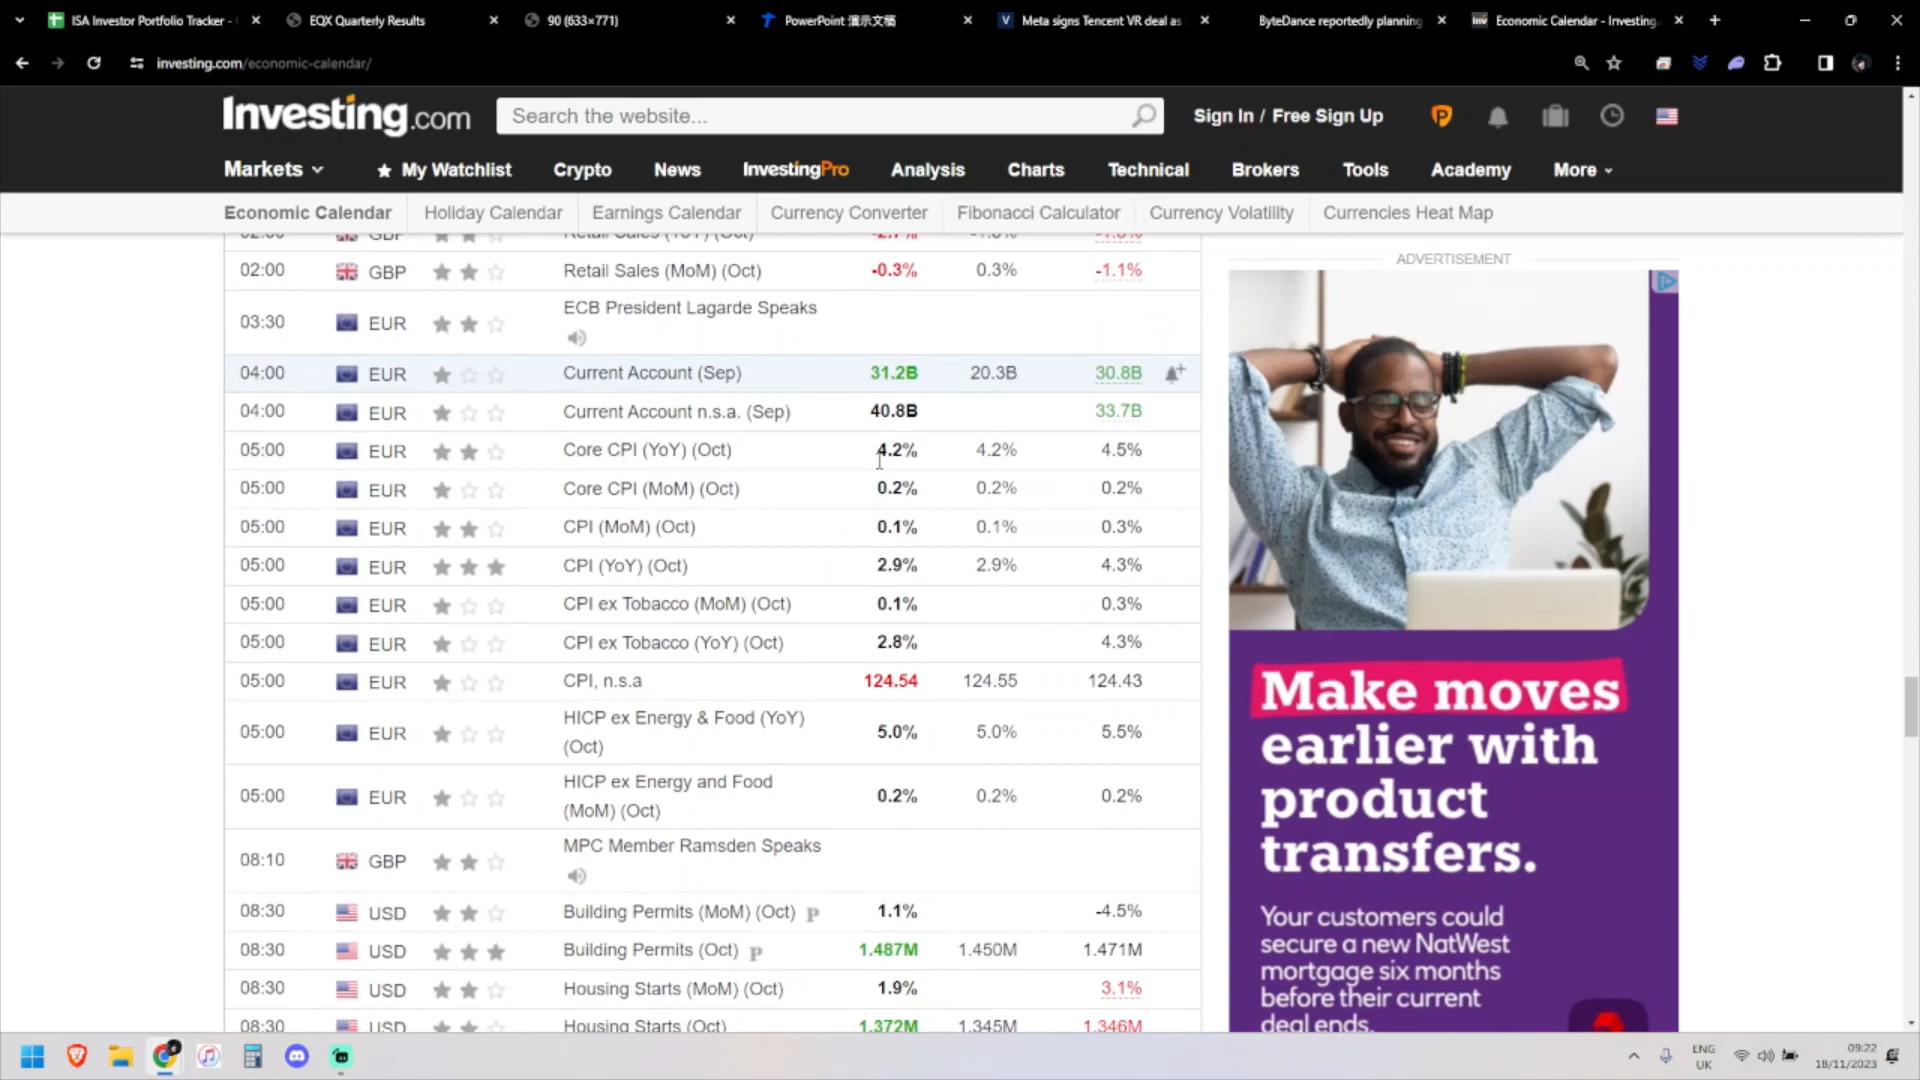 ISA Investor Portfolio Tracker -
EQX Quarterly Results
90 (633×771)
PowerPoint 演示文稿
Meta signs Tencent VR deal as
ByteDance reportedly planning
Economic Calendar - Investing.
investing.com/economic-calendar/
Investing.com
Search the website...
Sign In / Free Sign Up
Markets
My Watchlist
Crypto
News
InvestingPro
Analysis
Charts
Technical
Brokers
Tools
Academy
More
Economic Calendar
Holiday Calendar
Earnings Calendar
Currency Converter
Fibonacci Calculator
Currency Volatility
Currencies Heat Map
02:00 GBP Retail Sales (YoY) (Oct) -2.7%
02:00 GBP Retail Sales (MoM) (Oct) -0.3% 0.3% -1.1%
03:30 EUR ECB President Lagarde Speaks
04:00 EUR Current Account (Sep) 31.2B 20.3B 30.8B
04:00 EUR Current Account n.s.a. (Sep) 40.8B 33.7B
05:00 EUR Core CPI (YoY) (Oct) 4.2% 4.2% 4.5%
05:00 EUR Core CPI (MoM) (Oct) 0.2% 0.2% 0.2%
05:00 EUR CPI (MoM) (Oct) 0.1% 0.1% 0.3%
05:00 EUR CPI (YoY) (Oct) 2.9% 2.9% 4.3%
05:00 EUR CPI ex Tobacco (MoM) (Oct) 0.1% 0.3%
05:00 EUR CPI ex Tobacco (YoY) (Oct) 2.8% 4.3%
05:00 EUR CPI, n.s.a 124.54 124.55 124.43
05:00 EUR HICP ex Energy & Food (YoY)
(Oct) 5.0% 5.0% 5.5%
05:00 EUR HICP ex Energy and Food
(MoM) (Oct) 0.2% 0.2% 0.2%
08:10 GBP MPC Member Ramsden Speaks
08:30 USD Building Permits (MoM) (Oct) P 1.1% -4.5%
08:30 USD Building Permits (Oct) P 1.487M 1.450M 1.471M
08:30 USD Housing Starts (MoM) (Oct) 1.9% 3.1%
08:30 USD Housing Starts (Oct) 1.372M 1.345M 1.346M
ADVERTISEMENT
Make moves
earlier with
product
transfers.
Your customers could
secure a new NatWest
mortgage six months
before their current
deal ends.
ENG
UK
09:22
18/11/2023